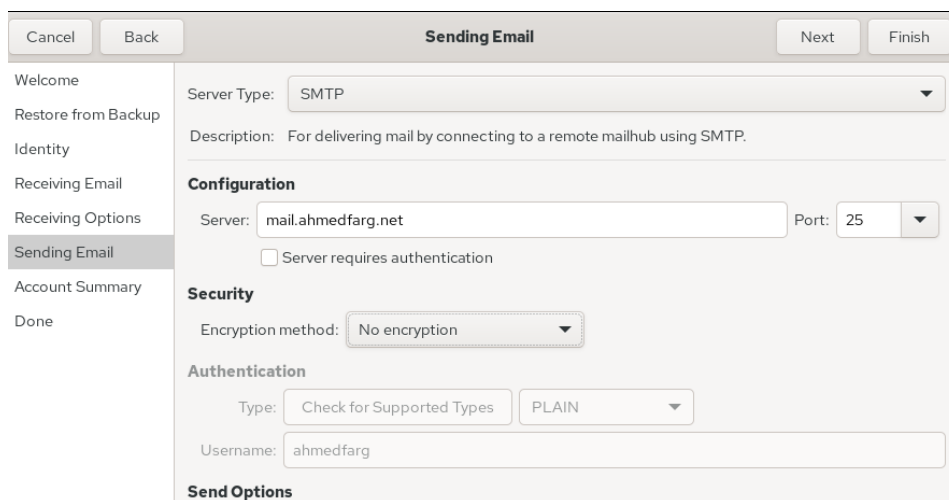 Cancel Back Sending Email Next Finish
Welcome
Restore from Backup
Identity
Receiving Email
Receiving Options
Sending Email
Account Summary
Done
Server Type: SMTP
Description: For delivering mail by connecting to a remote mailhub using SMTP.
Configuration
Server: mail.ahmedfarg.net Port: 25
Server requires authentication
Security
Encryption method: No encryption
Authentication
Type: Check for Supported Types PLAIN
Username: ahmedfarg
Send Options